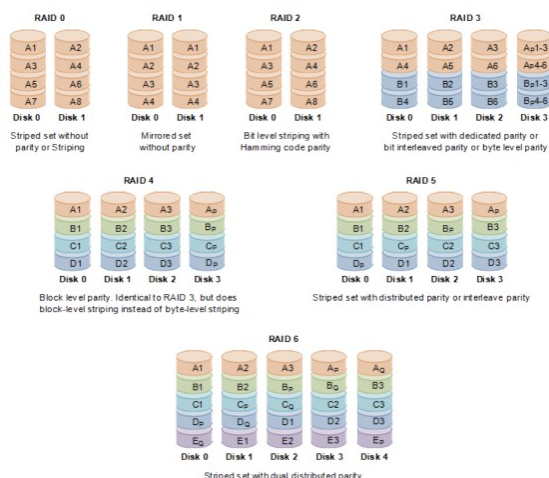 RAID 0
RAID 1
RAID 2
RAID 3
A1 A1
A3 A4
A5 A6
A7 A8
Disk 0 Disk 1
Striped set without
parity or Striping
A1 A1
A2 A2
A3 A3
A4 A4
Disk 0 Disk 1
Mirrored set
without parity
A1 A2
A3 A4
A5 A6
A7 A8
Disk 0 Disk 1
Bit level striping with
Hamming code parity
A1 A2 A3 Ap1-3
A4 A5 A6 Ap4-6
B1 B2 B3 Bp1-3
B4 B5 B6 Bp4-6
Disk 0 Disk 1 Disk 2 Disk 3
Striped set with dedicated parity or
bit interleaved parity or byte level parity
RAID 4
RAID 5
A1 A2 A3 AP
B1 B2 B3 BP
C1 C2 C3 CP
D1 D2 D3 DP
Disk 0 Disk 1 Disk 2 Disk 3
Block level parity. Identical to RAID 3, but does
block-level striping instead of byte-level striping
A1 A2 A3 AP
B1 B2 BP B3
C1 CP C2 C3
DP D1 D2 D3
Disk 0 Disk 1 Disk 2 Disk 3
Striped set with distributed parity or interleave parity
RAID 6
A1 A2 A3 AP AQ
B1 B2 BP BQ B3
C1 CP CQ C2 C3
DP DQ D1 D2 D3
EQ E1 E2 E3 EP
Disk 0 Disk 1 Disk 2 Disk 3 Disk 4
Striped set with dual distributed parity